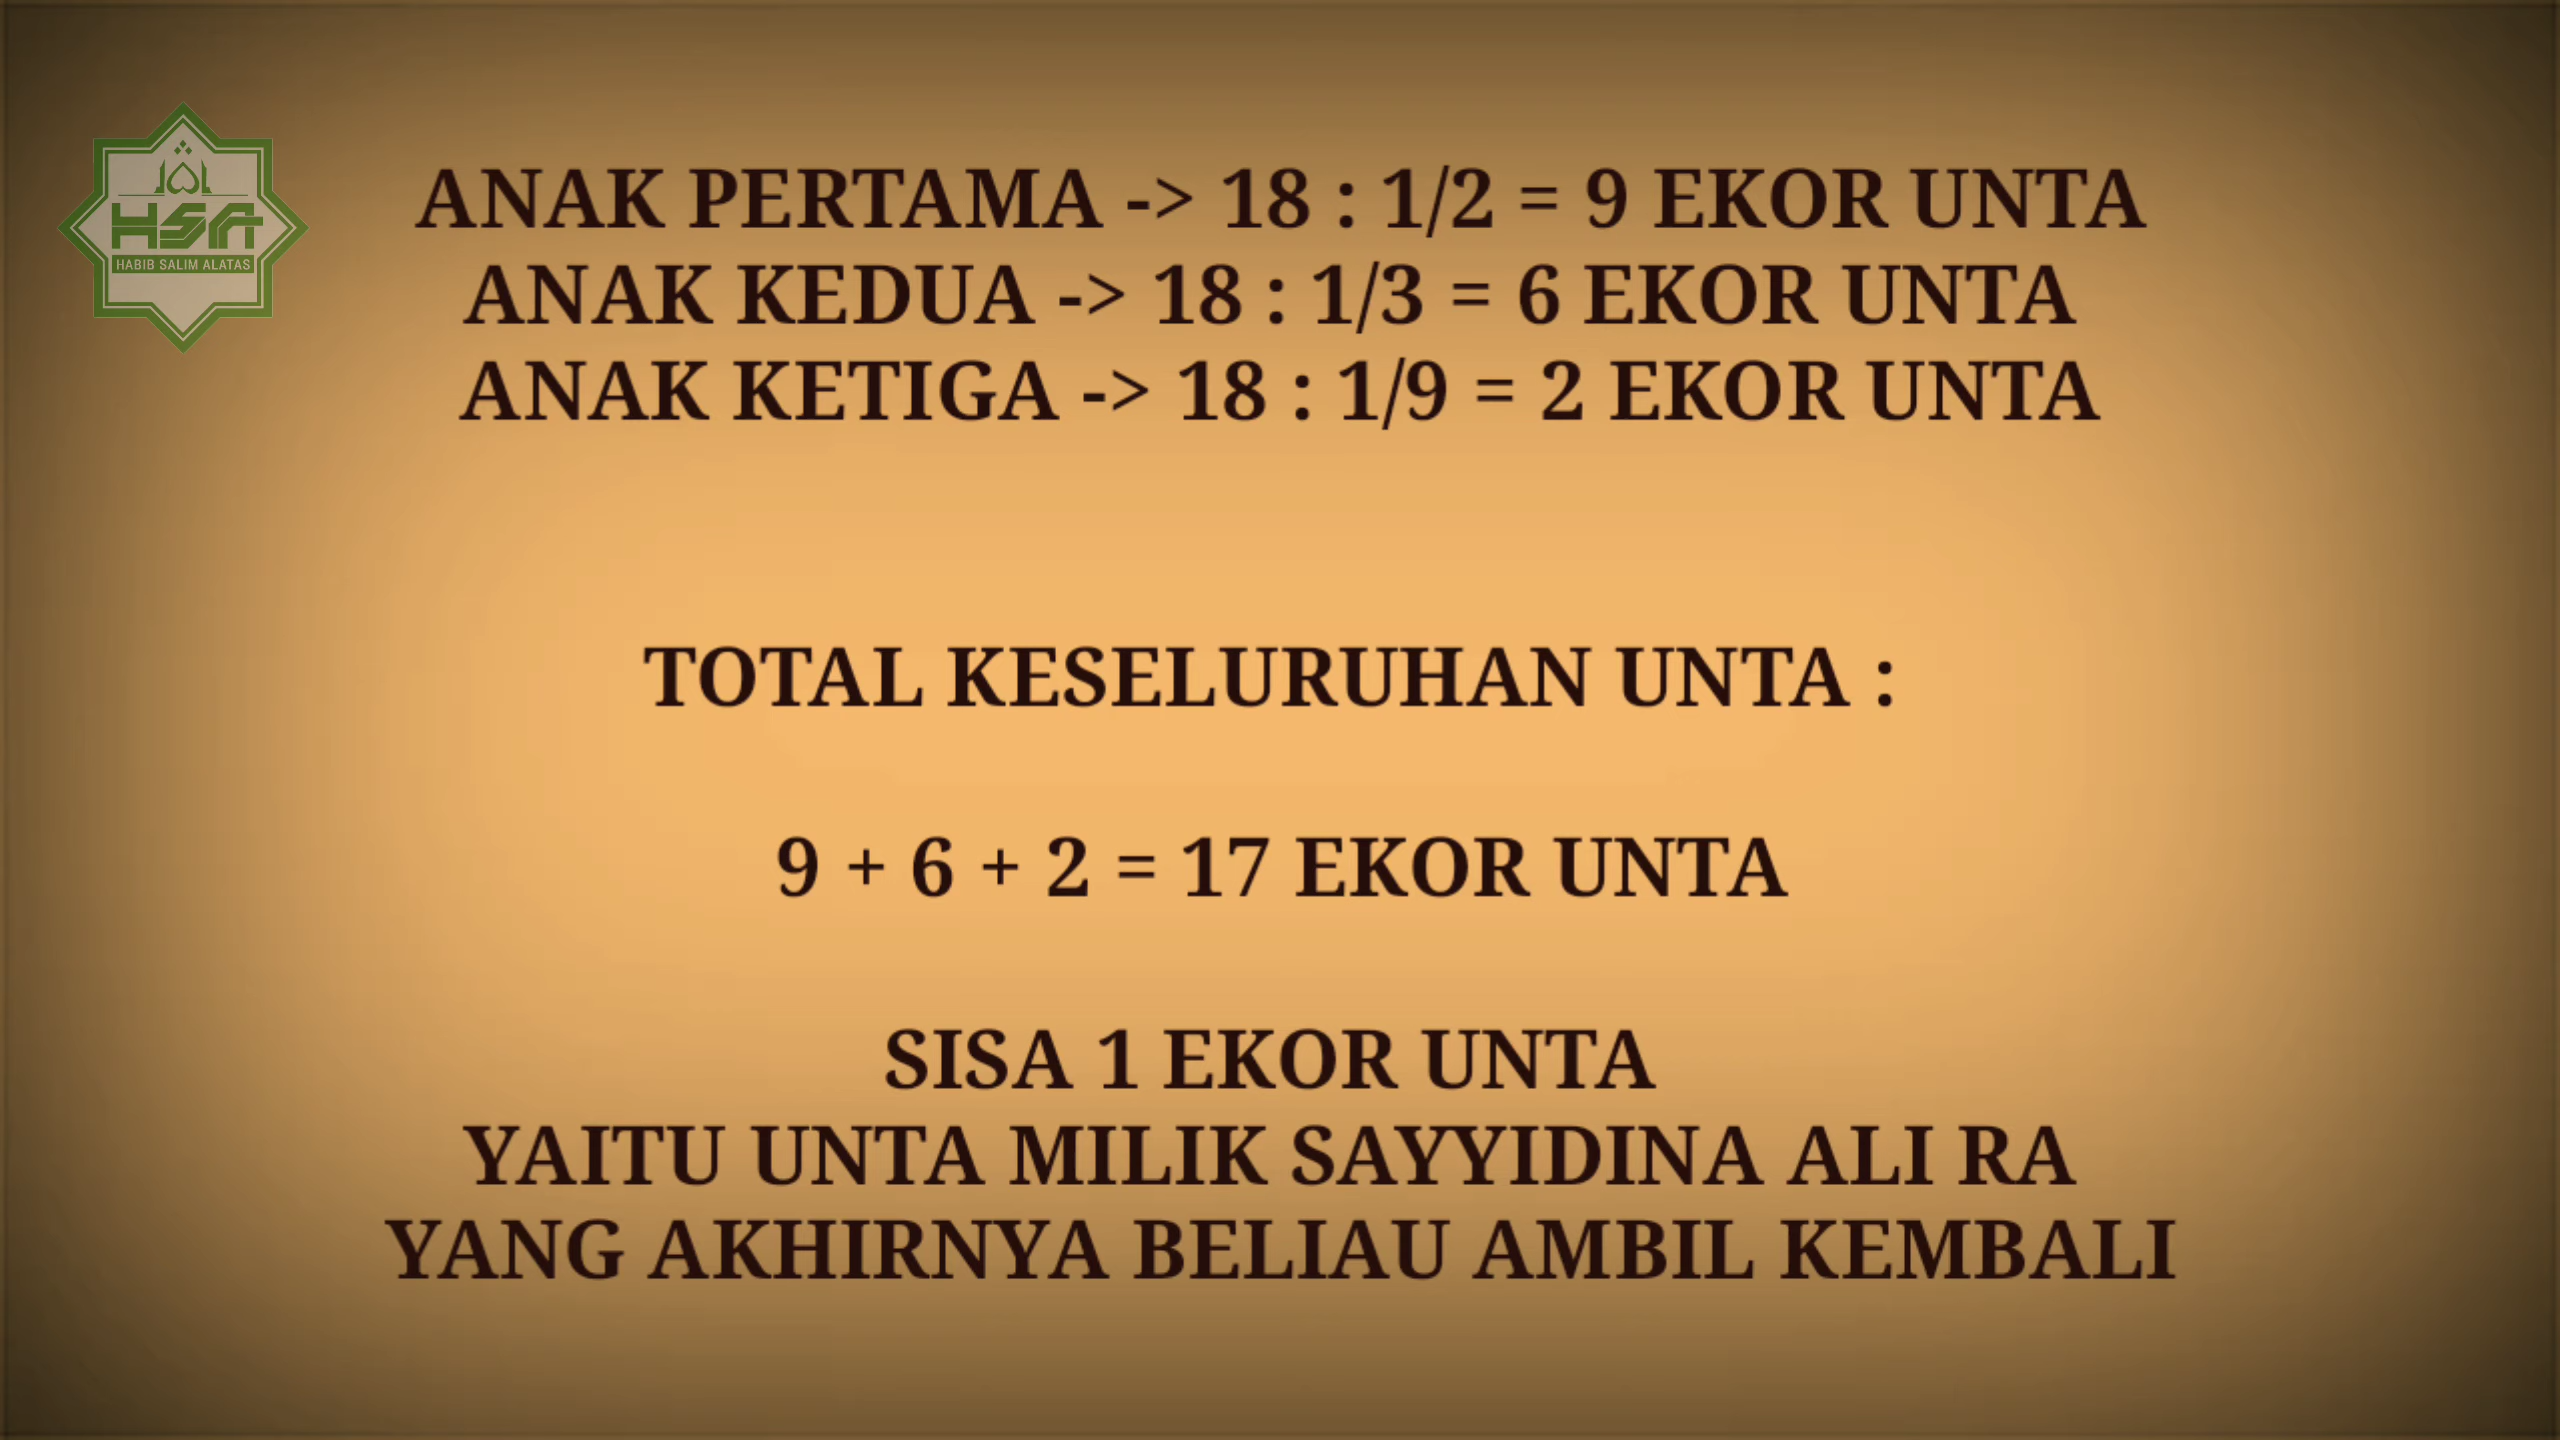 HSA
HABIB SALIM ALATAS
ANAK PERTAMA -> 18 : 1/2 = 9 EKOR UNTA
ANAK KEDUA -> 18 : 1/3 = 6 EKOR UNTA
ANAK KETIGA -> 18 : 1/9 = 2 EKOR UNTA
TOTAL KESELURUHAN UNTA :
9 + 6 + 2 = 17 EKOR UNTA
SISA 1 EKOR UNTA
YAITU UNTA MILIK SAYYIDINA ALI RA
YANG AKHIRNYA BELIAU AMBIL KEMBALI